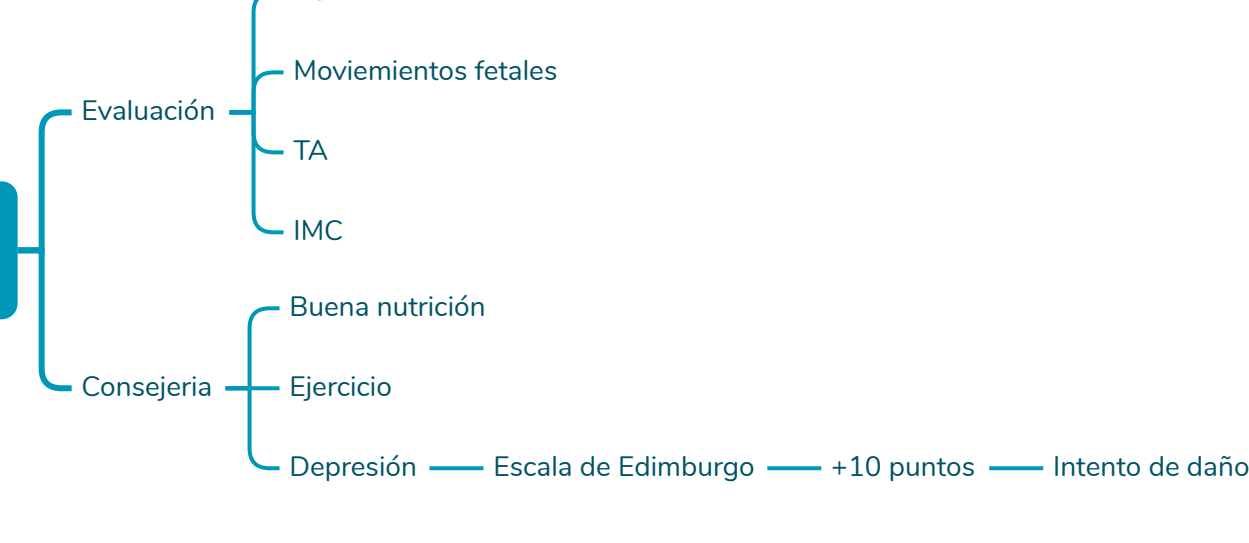 Moviemientos fetales
Evaluación
TA
IMC
Buena nutrición
Consejeria
Ejercicio
Depresión
Escala de Edimburgo
+10 puntos
Intento de daño